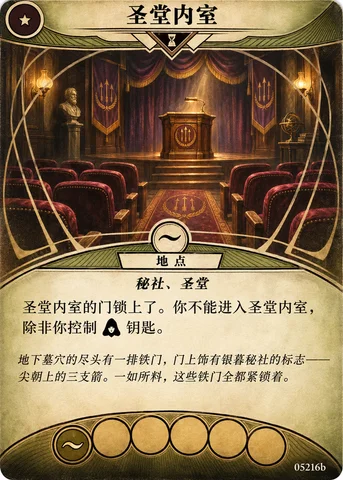 圣堂内室
地点
秘社、圣堂
圣堂内室的门锁上了。你不能进入圣堂内室，
除非你控制 钥匙。
地下墓穴的尽头有一排铁门，门上饰有银暮秘社的标志——
尖朝上的三支箭。一如所料，这些铁门全都紧锁着。
05216b